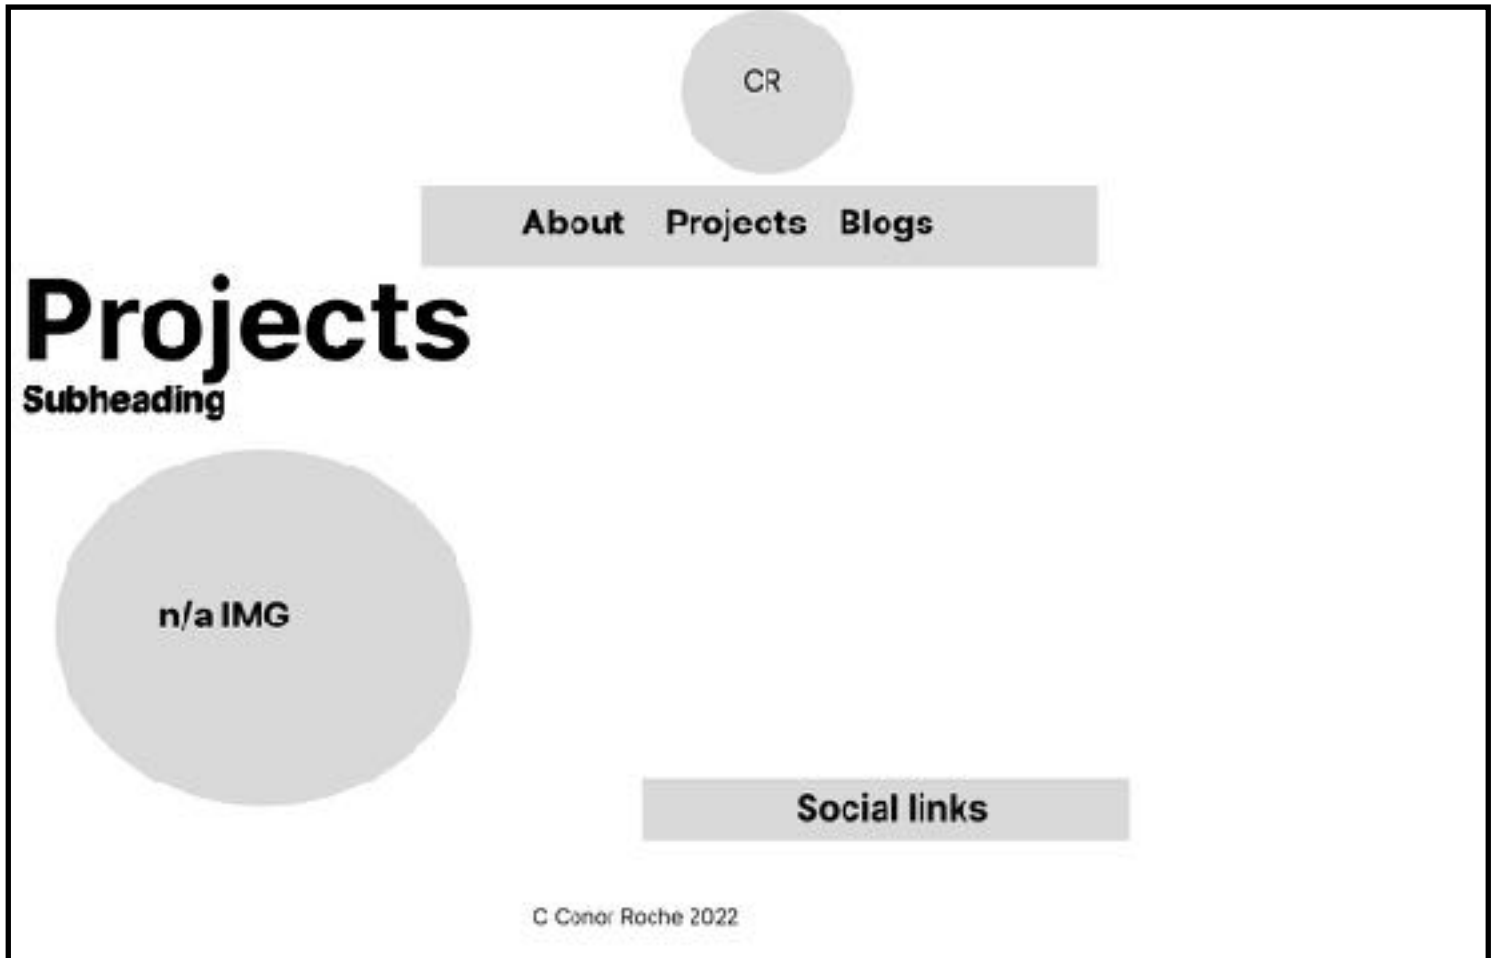 CR
About Projects Blogs
Projects
Subheading
n/a IMG
Social links
C Conor Roche 2022